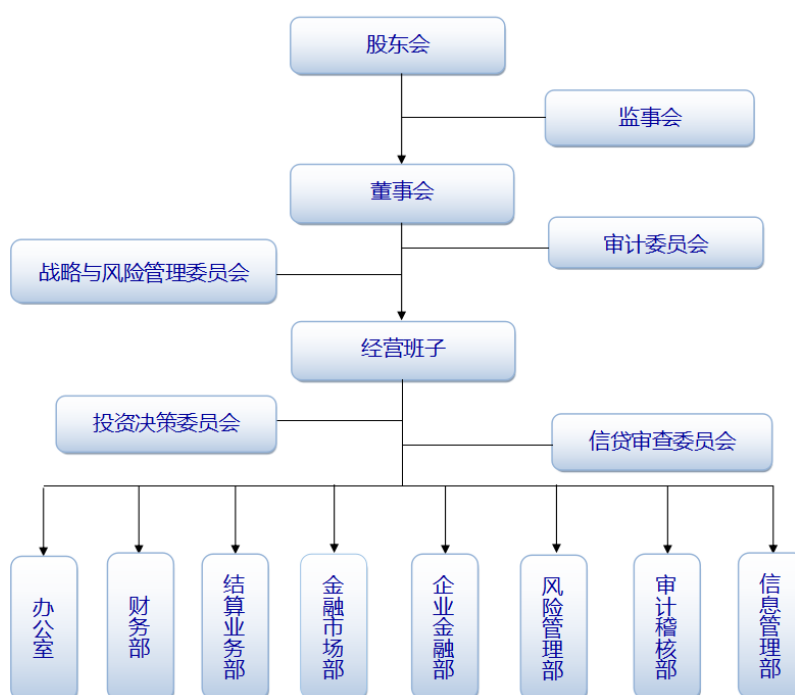 股东会
监事会
董事会
审计委员会
战略与风险管理委员会
经营班子
投资决策委员会
信贷审查委员会
办公室
财务部
结算业务部
金融市场部
企业金融部
风险管理部
审计稽核部
信息管理部